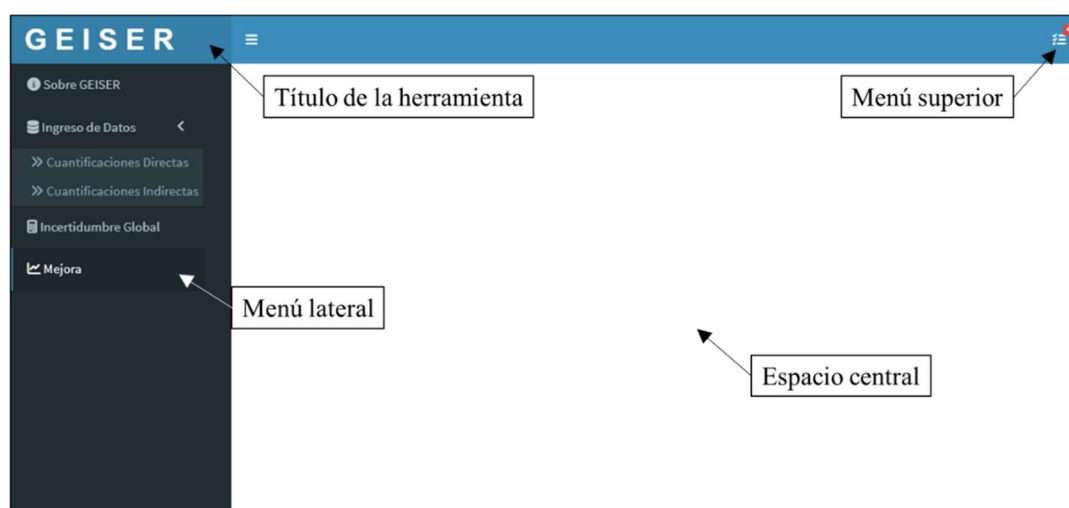 GEISER
Sobre GEISER
Título de la herramienta
Menú superior
Ingreso de Datos
Cuantificaciones Directas
Cuantificaciones Indirectas
Incertidumbre Global
Mejora
Menú lateral
Espacio central